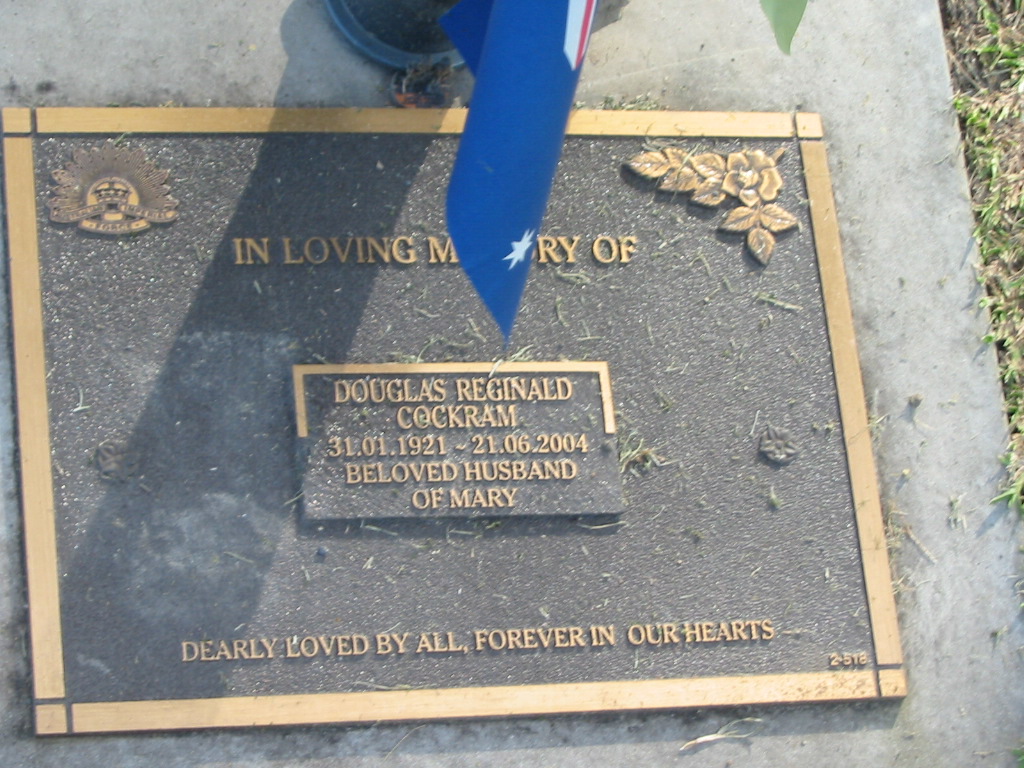 IN LOVING M RY OF
DOUGLAS REGINALD
COCKRAM
31.01.1921 ~ 21.06.2004
BELOVED HUSBAND
OF MARY
DEARLY LOVED BY ALL, FOREVER IN OUR HEARTS
2-518